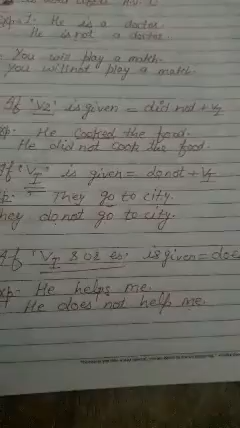 Exp-1. He is a doctor
He is not a doctor.
You will play a match
You will not play a match.
If 'V2' is given = did not + V1
Exp- He cooked the food.
He did not cook the food.
If 'V1' is given = do not + V1
Exp: They go to city.
They do not go to city.
If 'V1 s or es' is given = does
Exp- He helps me.
He does not help me.